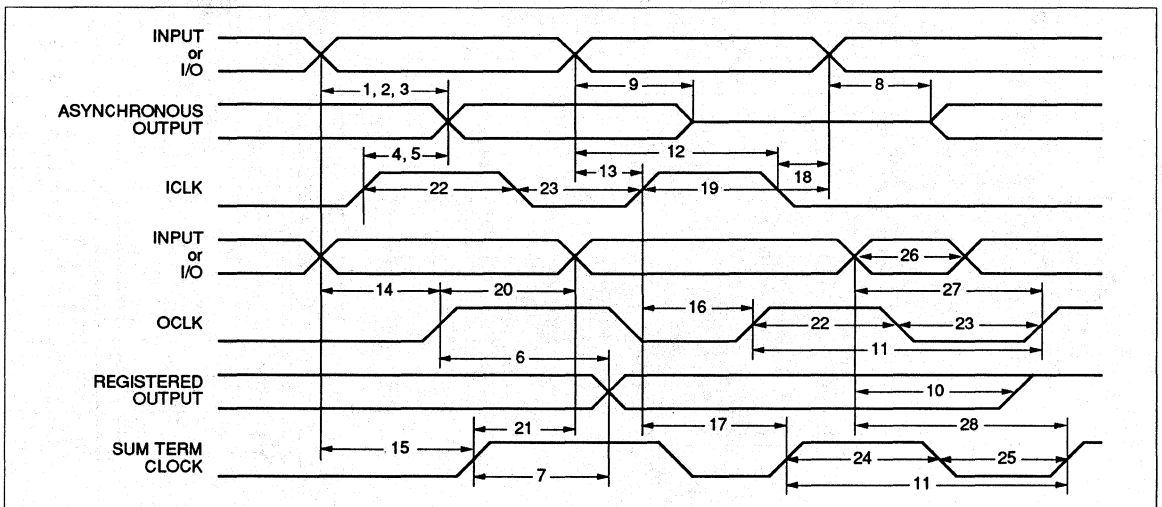 INPUT
or
I/O
1, 2, 3
9
8
ASYNCHRONOUS
OUTPUT
4, 5
12
13
18
ICLK
22
23
19
INPUT
or
I/O
26
14
20
27
16
OCLK
22
23
6
11
REGISTERED
OUTPUT
10
21
17
28
15
SUM TERM
CLOCK
24
25
7
11